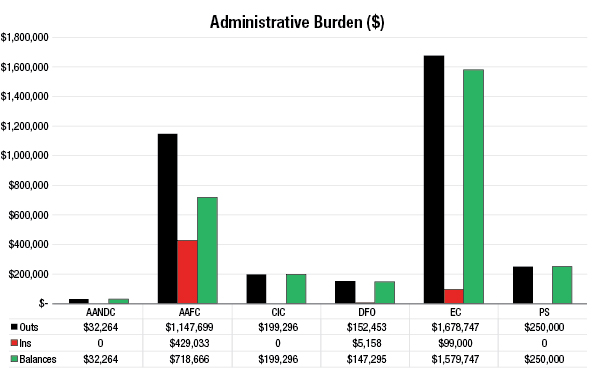 Administrative Burden ($)
$1,800,000
$1,600,000
$1,400,000
$1,200,000
$1,000,000
$800,000
$600,000
$400,000
$200,000
$-
AANDC AAFC CIC DFO EC PS
Outs $32,264 $1,147,699 $199,296 $152,453 $1,678,747 $250,000
Ins 0 $429,033 0 $5,158 $99,000 0
Balances $32,264 $718,666 $199,296 $147,295 $1,579,747 $250,000